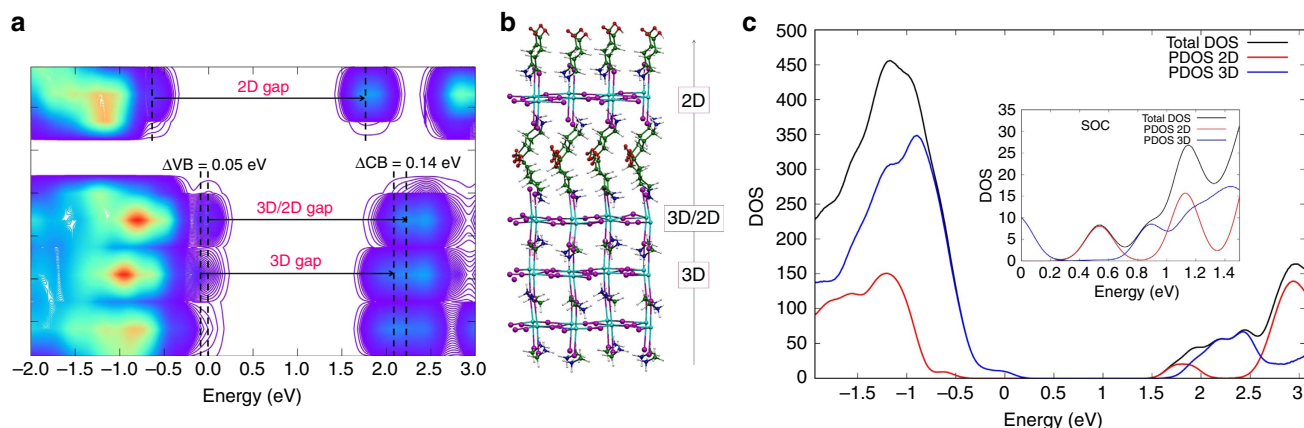 a
2D gap
ΔVB = 0.05 eV
ΔCB = 0.14 eV
3D/2D gap
3D gap
–2.0 –1.5 –1.0 –0.5 0.0 0.5 1.0 1.5 2.0 2.5 3.0
Energy (eV)
b
2D
3D/2D
3D
c
DOS
500
450
400
350
300
250
200
150
100
50
0
–1.5 –1 –0.5 0 0.5 1 1.5 2 2.5 3
Energy (eV)
Total DOS
PDOS 2D
PDOS 3D
SOC
Total DOS
PDOS 2D
PDOS 3D
DOS
35
30
25
20
15
10
5
0
0 0.2 0.4 0.6 0.8 1 1.2 1.4
Energy (eV)